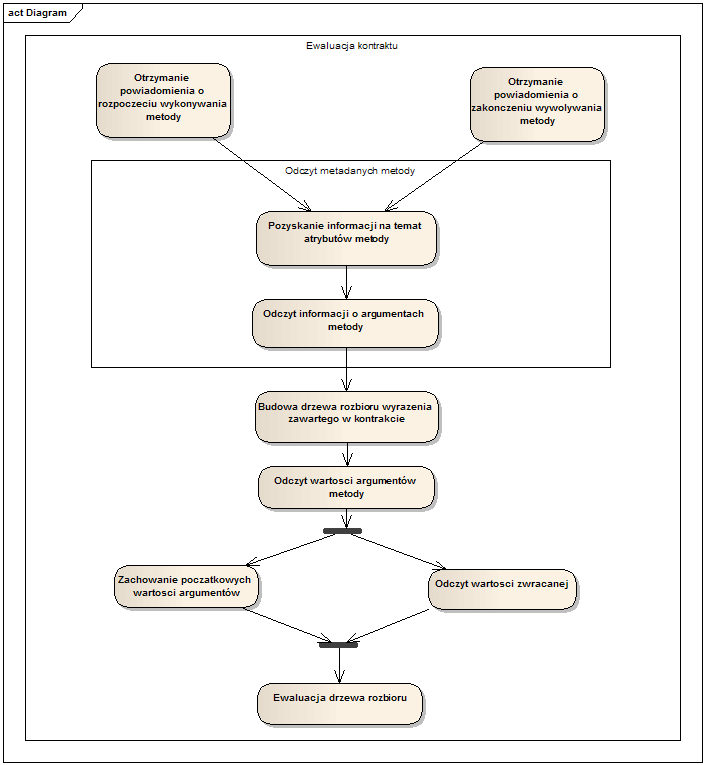 act Diagram
Ewaluacja kontraktu
Otrzymanie
powiadomienia o
rozpoczeciu wykonywania
metody
Otrzymanie
powiadomienia o
zakonczeniu wywolywania
metody
Odczyt metadanych metody
Pozyskanie informacji na temat
atrybutów metody
Odczyt informacji o argumentach
metody
Budowa drzewa rozbioru wyrazenia
zawartego w kontrakcie
Odczyt wartosci argumentów
metody
Zachowanie poczatkowych
wartosci argumentów
Odczyt wartosci zwracanej
Ewaluacja drzewa rozbioru